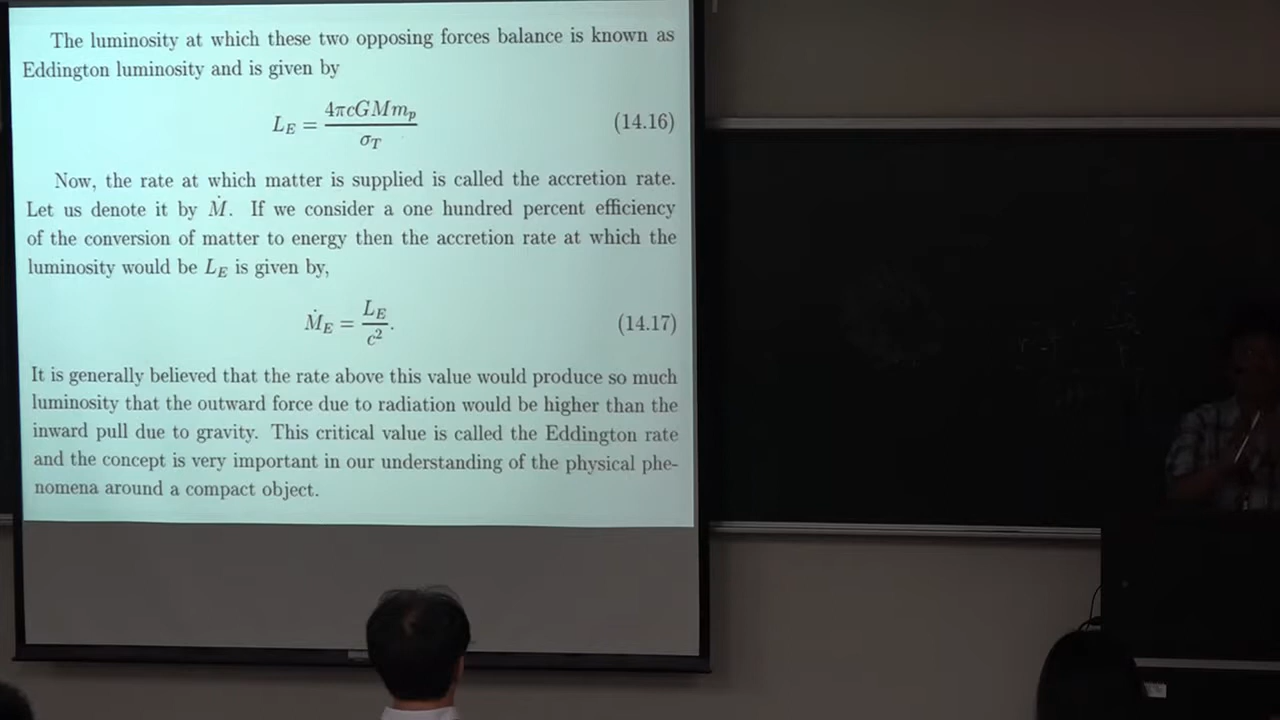 The luminosity at which these two opposing forces balance is known as
Eddington luminosity and is given by
L_E = 4πcGMm_p / σ_T (14.16)
Now, the rate at which matter is supplied is called the accretion rate.
Let us denote it by Ṁ. If we consider a one hundred percent efficiency
of the conversion of matter to energy then the accretion rate at which the
luminosity would be L_E is given by,
Ṁ_E = L_E / c². (14.17)
It is generally believed that the rate above this value would produce so much
luminosity that the outward force due to radiation would be higher than the
inward pull due to gravity. This critical value is called the Eddington rate
and the concept is very important in our understanding of the physical phe-
nomena around a compact object.